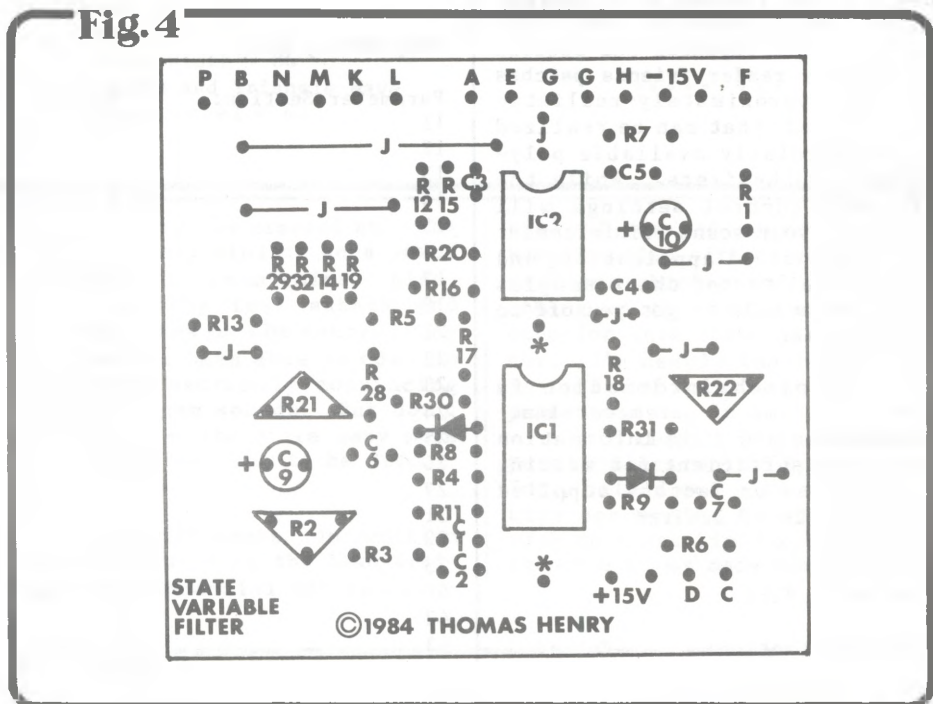 Fig. 4
P B N M K L A E G G H -15V F
J R7
J
C5
R 12 R 15 C3
R 1
IC2
J
+ C 10
R20
J
R 29 R 32 R 14 R 19
R16 C4
R13 R5 J
J
R 17
*
R 18
J
R 28
R21 R30 R22
IC1
R31
+ C 9 C 6 R8
R4 R9 C 7 J
R2 R11
C 1
R3 R6
C 2
*
+15V D C
STATE
VARIABLE
FILTER
©1984 THOMAS HENRY